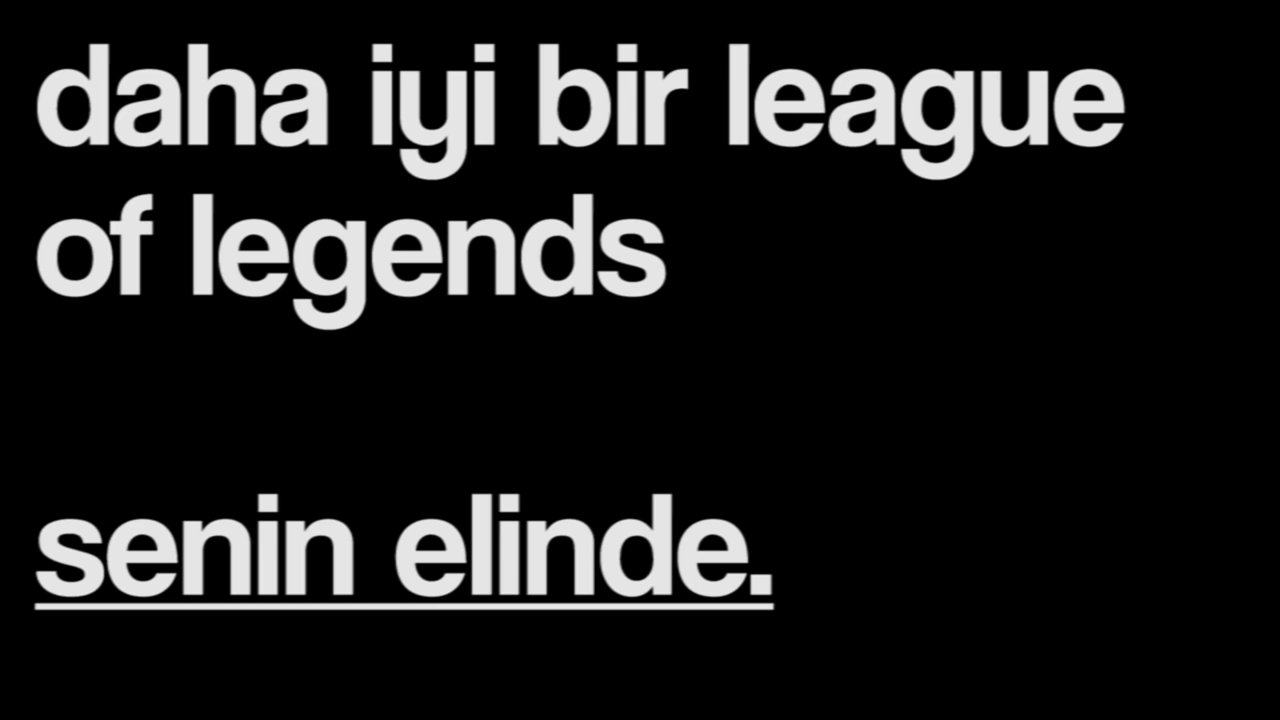 daha iyi bir league
of legends
senin elinde.